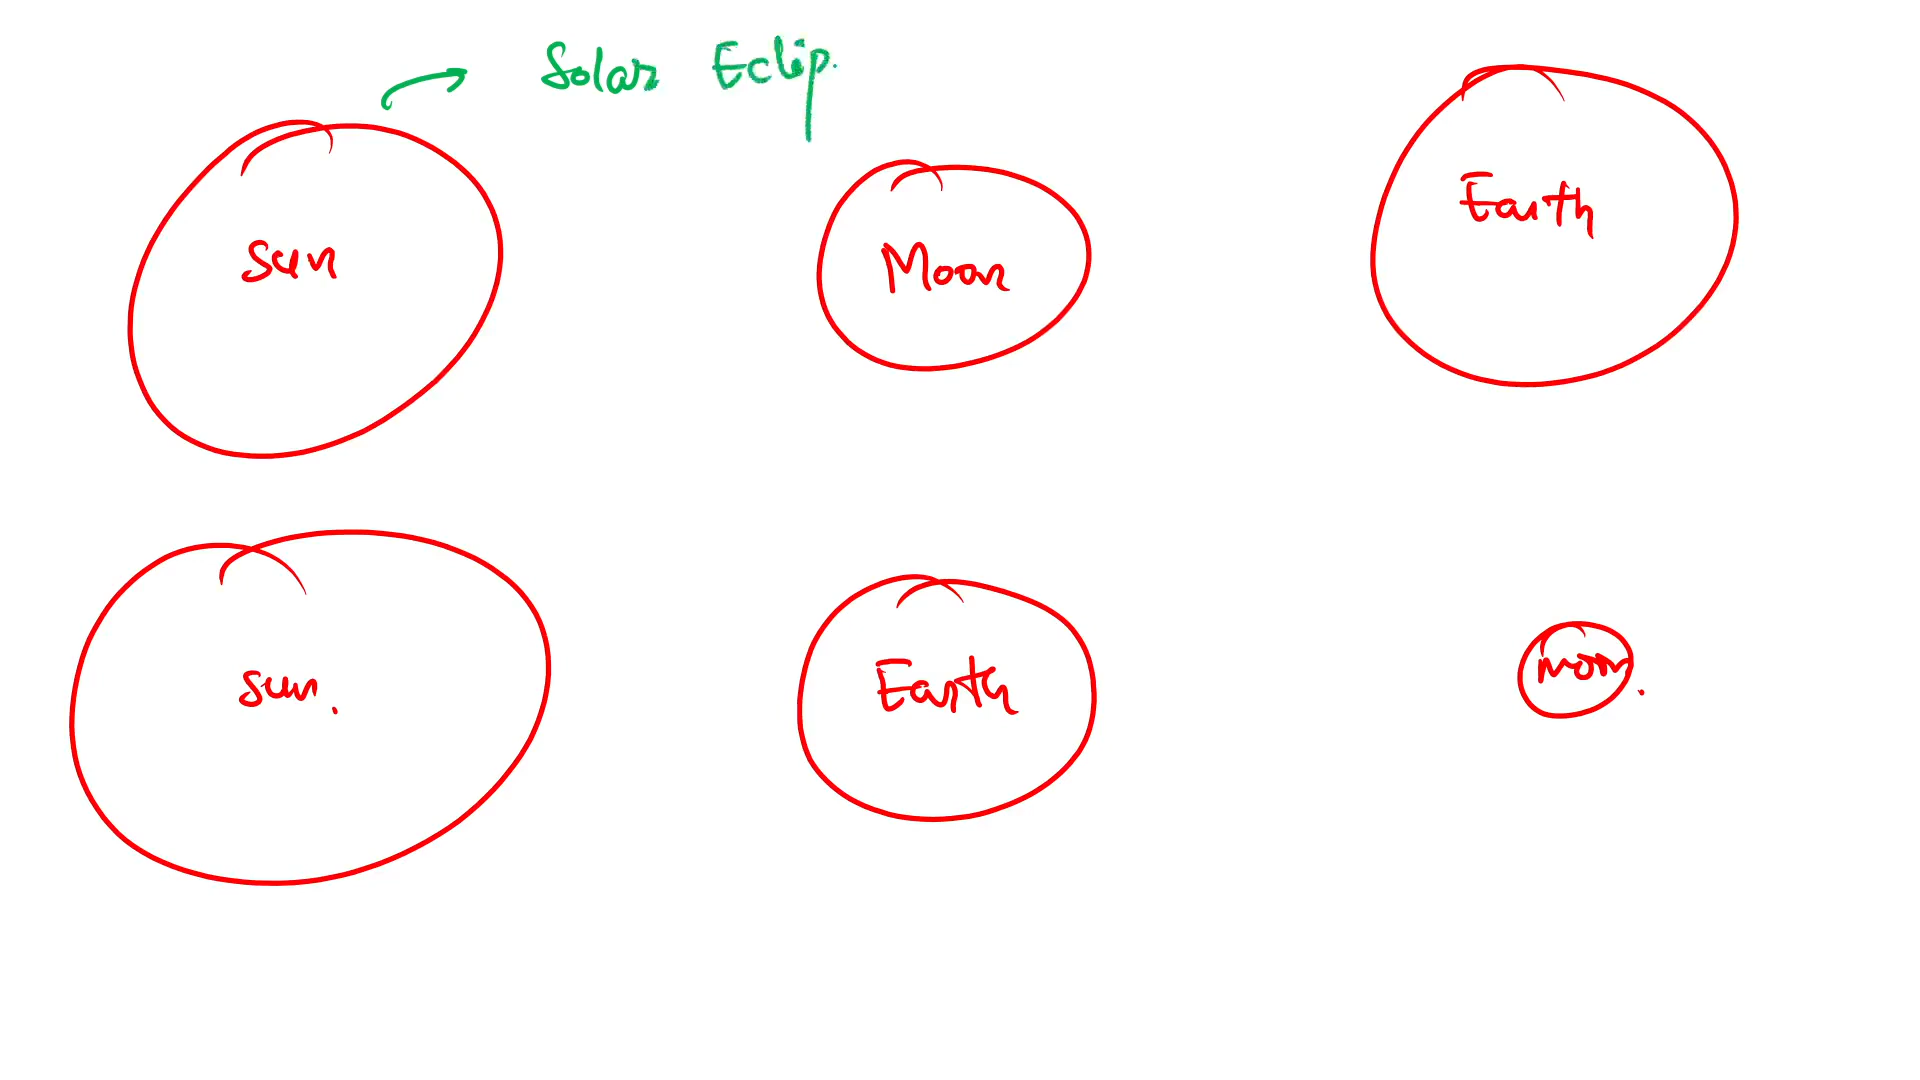 Solar Eclip.
Sun
Moon
Earth
Sun.
Earth
Moon.